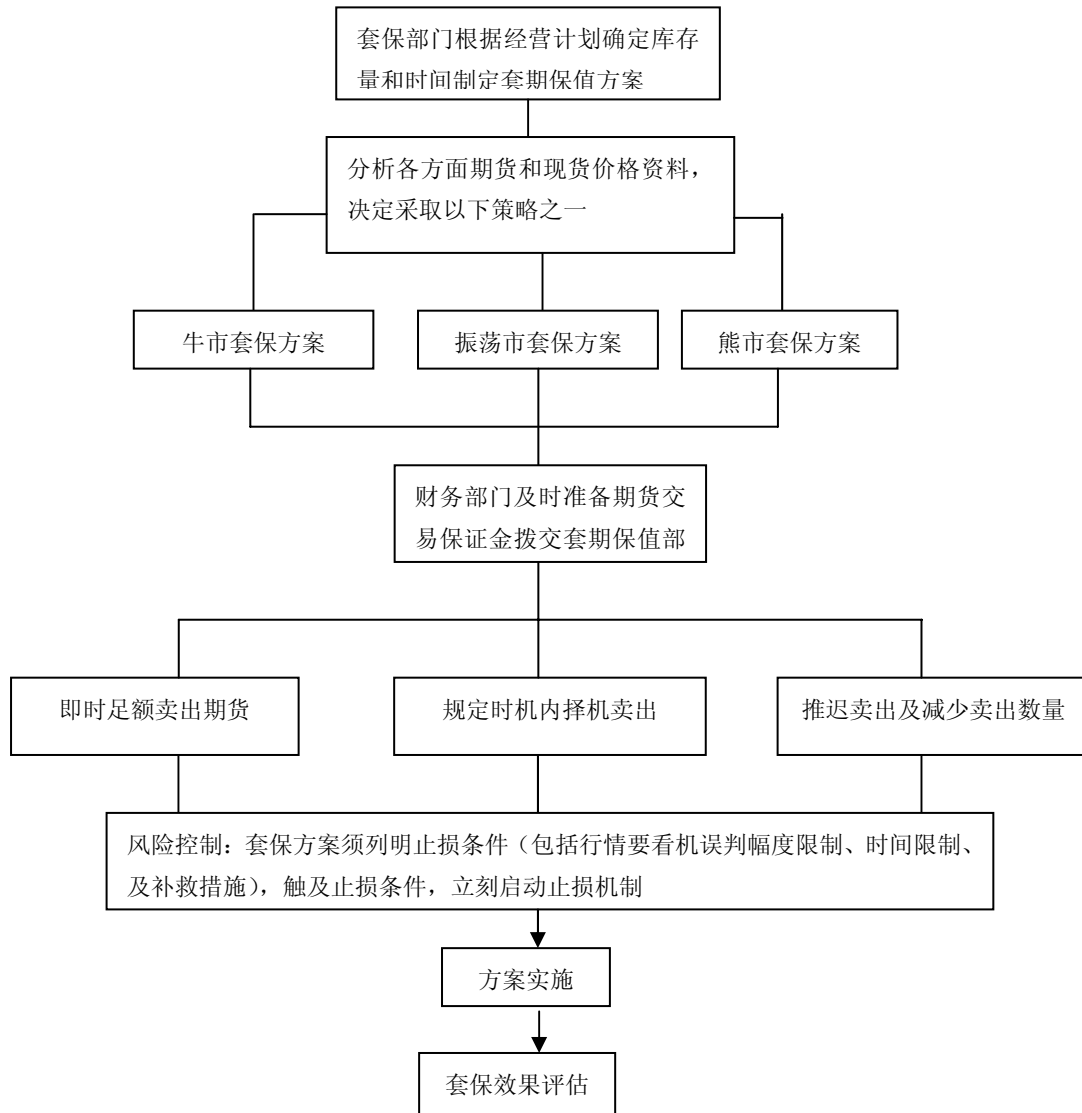 套保部门根据经营计划确定库存
量和时间制定套期保值方案
分析各方面期货和现货价格资料，
决定采取以下策略之一
牛市套保方案
振荡市套保方案
熊市套保方案
财务部门及时准备期货交
易保证金拨交套期保值部
即时足额卖出期货
规定时机内择机卖出
推迟卖出及减少卖出数量
风险控制：套保方案须列明止损条件（包括行情要看机误判幅度限制、时间限制、
及补救措施），触及止损条件，立刻启动止损机制
方案实施
套保效果评估